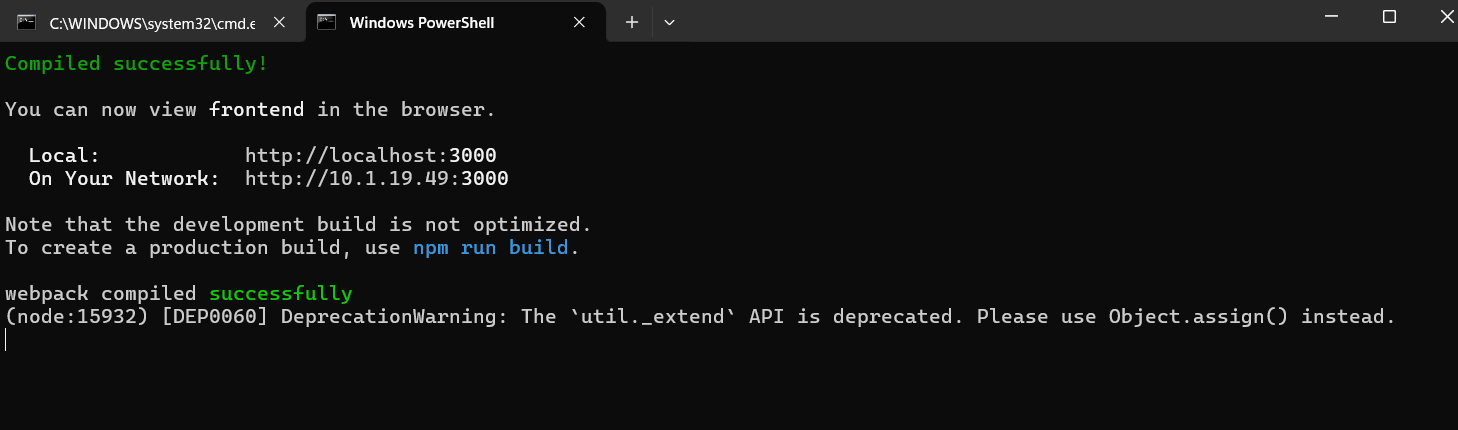 C:\WINDOWS\system32\cmd.e
Windows PowerShell
Compiled successfully!
You can now view frontend in the browser.
Local: http://localhost:3000
On Your Network: http://10.1.19.49:3000
Note that the development build is not optimized.
To create a production build, use npm run build.
webpack compiled successfully
(node:15932) [DEP0060] DeprecationWarning: The `util._extend` API is deprecated. Please use Object.assign() instead.